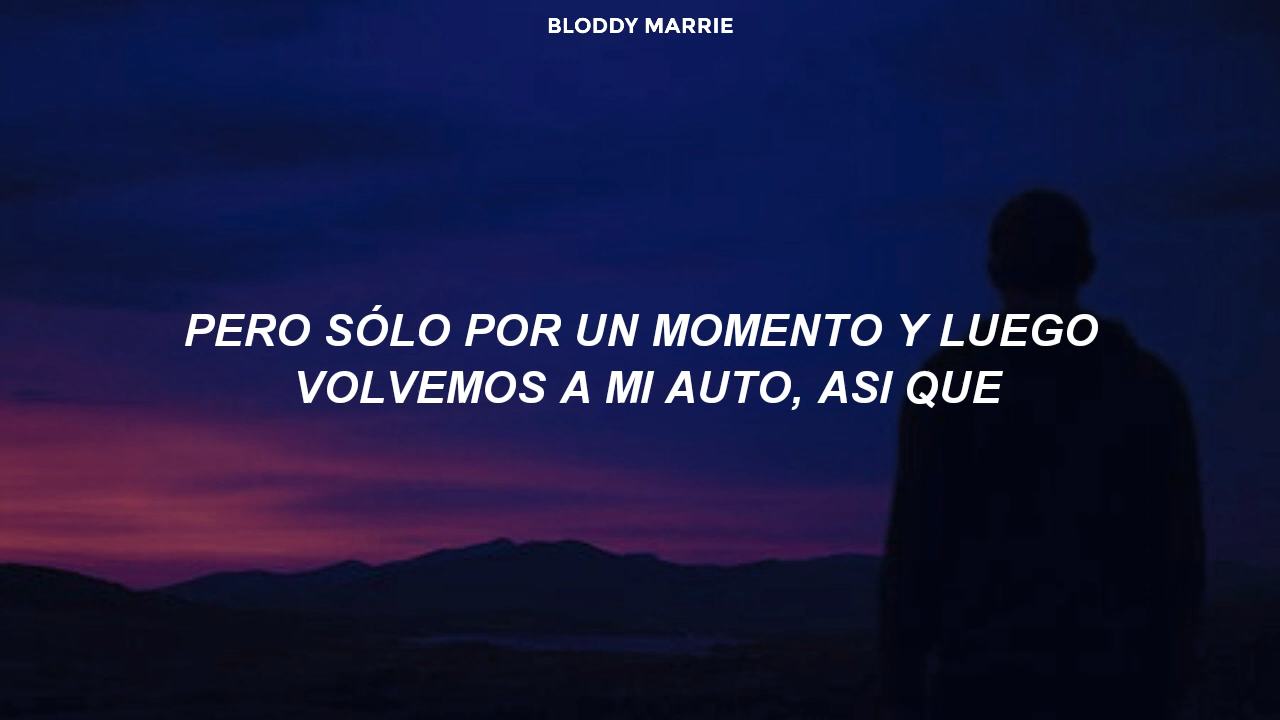 BLODDY MARRIE
PERO SÓLO POR UN MOMENTO Y LUEGO
VOLVEMOS A MI AUTO, ASI QUE